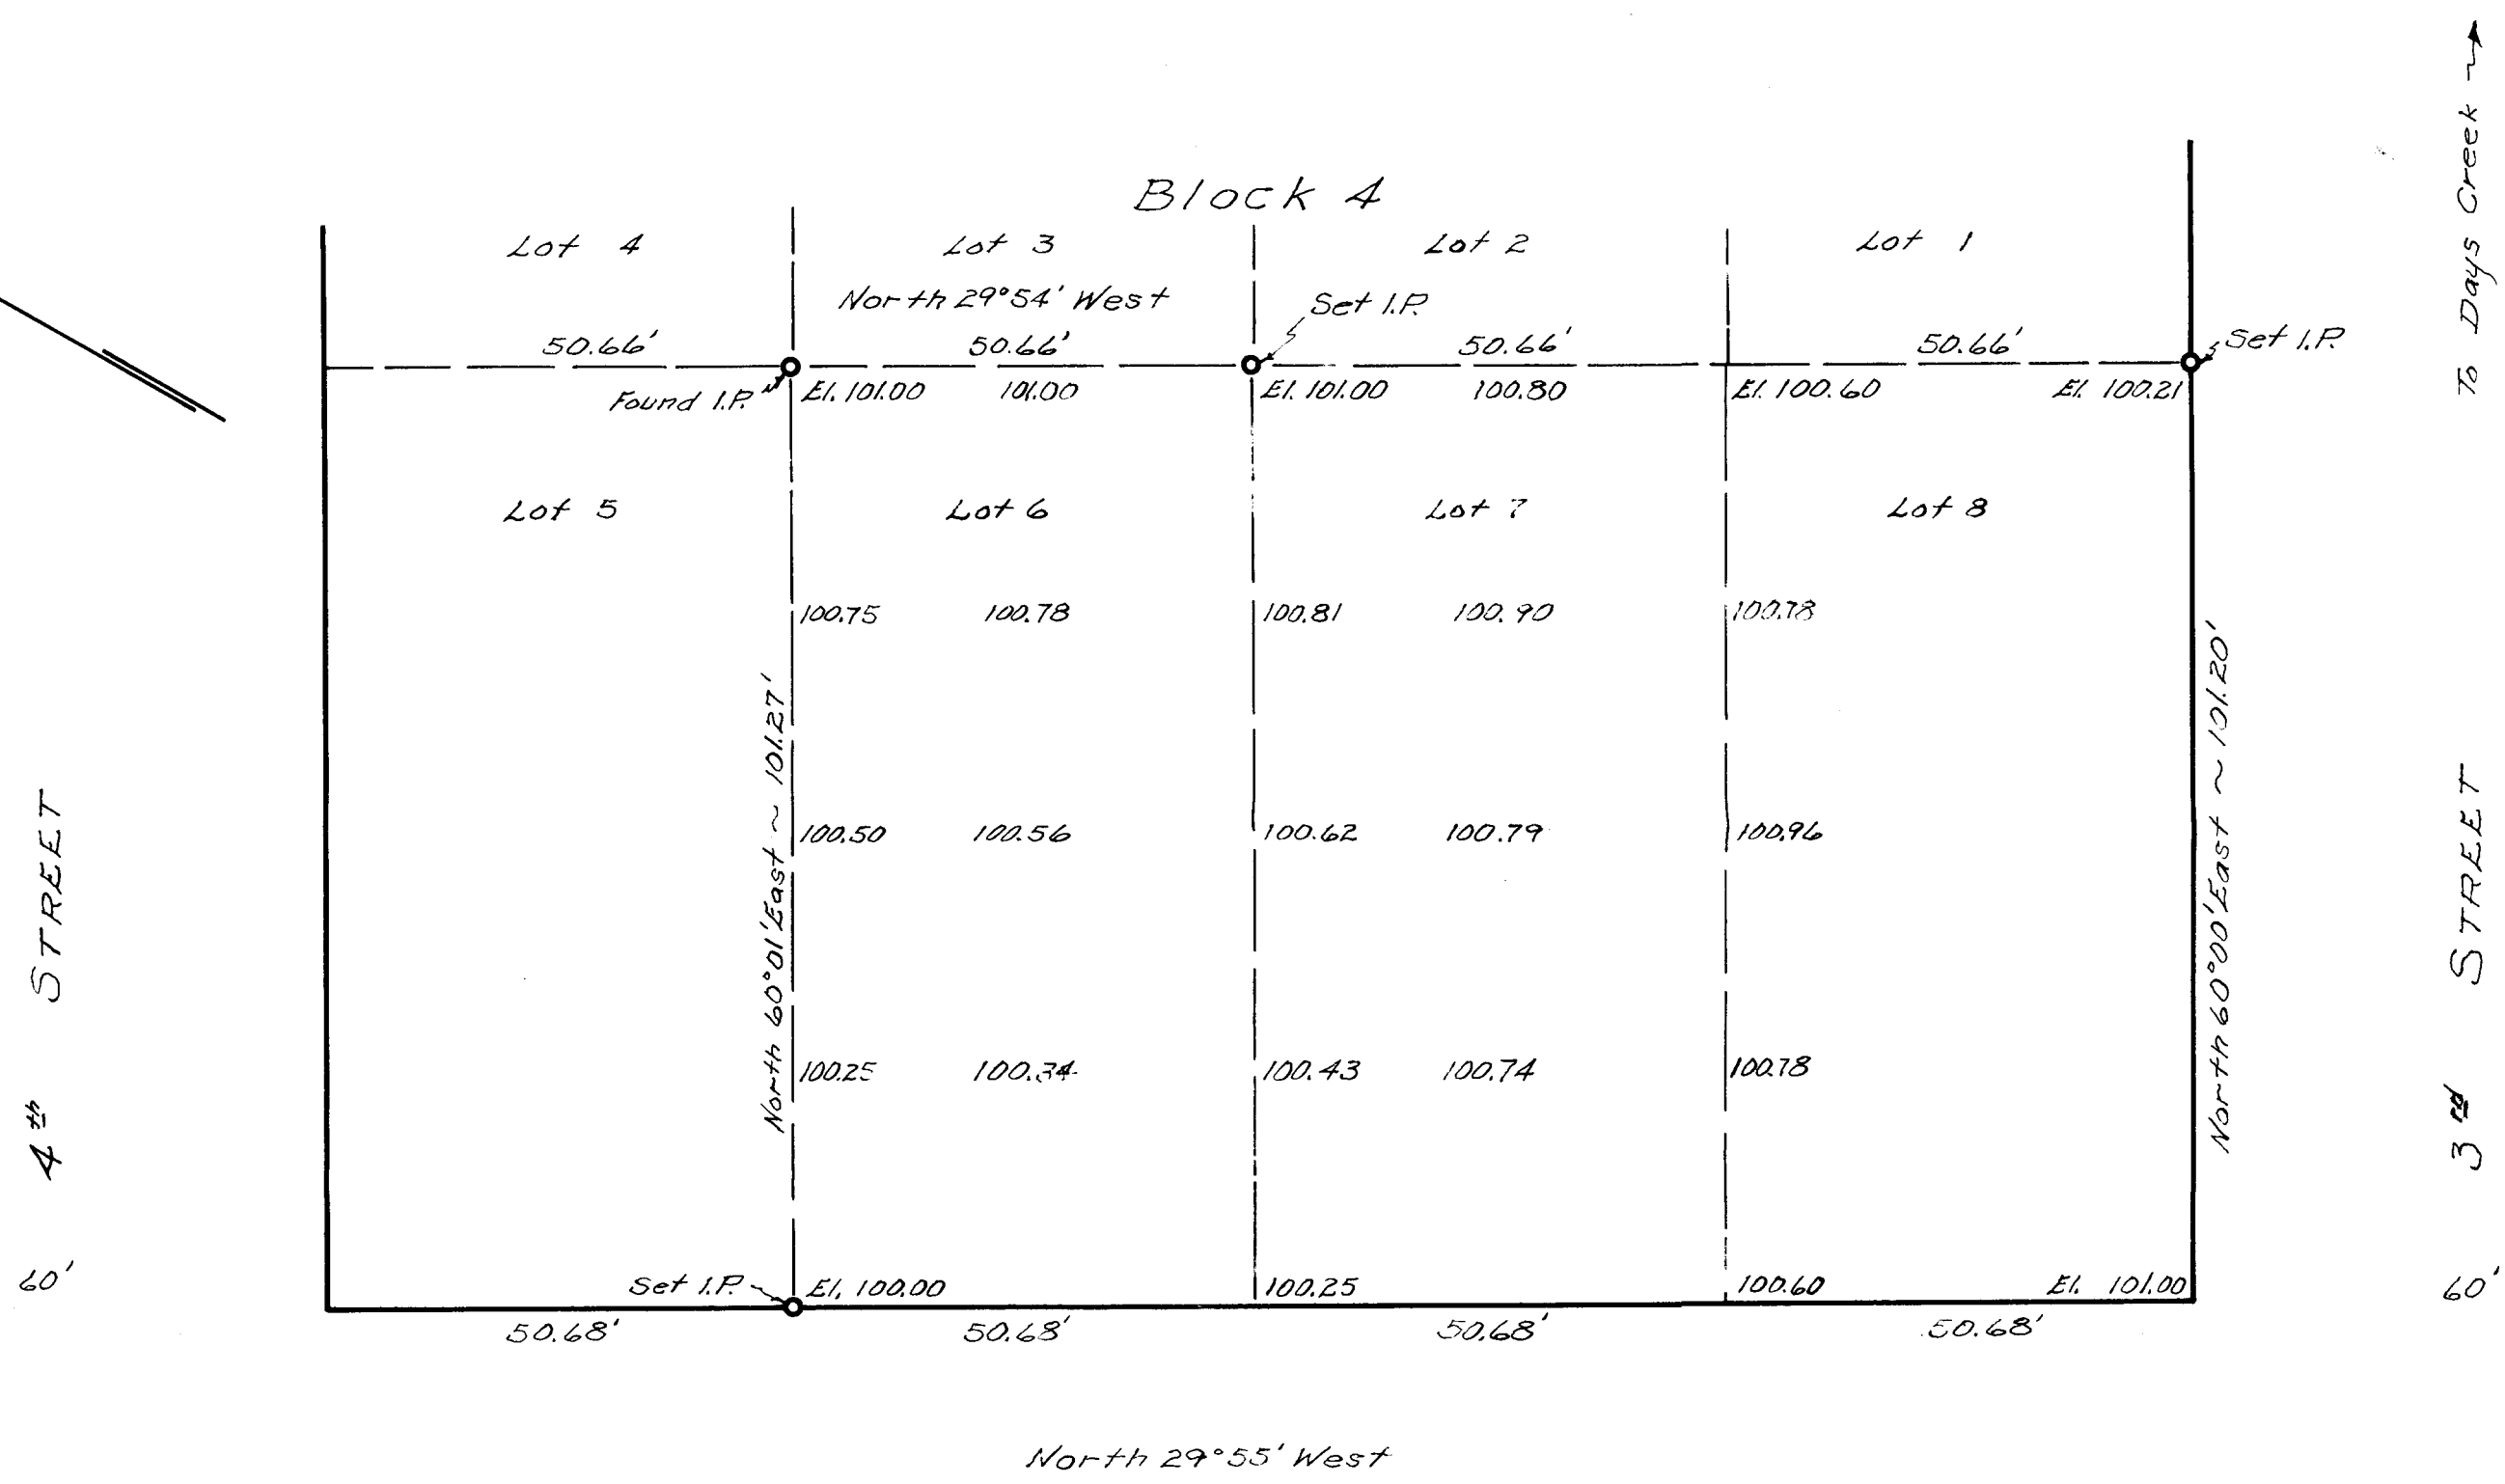 To Days Creek ~
Block 4
Lot 4 Lot 3 Lot 2 Lot 1
North 29°54' West
Set I.P.
50.66' 50.66' 50.66' 50.66'
Set I.P.
Found I.P. El. 101.00 101.00 El. 101.00 100.80 El. 100.60 El. 100.21
Lot 5 Lot 6 Lot 7 Lot 8
100.75 100.78 100.81 100.90 100.78
North 60°01' East ~ 101.27'
North 60°00' East ~ 101.20'
100.50 100.56 100.62 100.79 100.96
100.25 100.34 100.43 100.74 100.78
4th STREET
3rd STREET
60'
60'
Set I.P. El. 100.00 100.25 100.60 El. 101.00
50.68' 50.68' 50.68' 50.68'
North 29°55' West